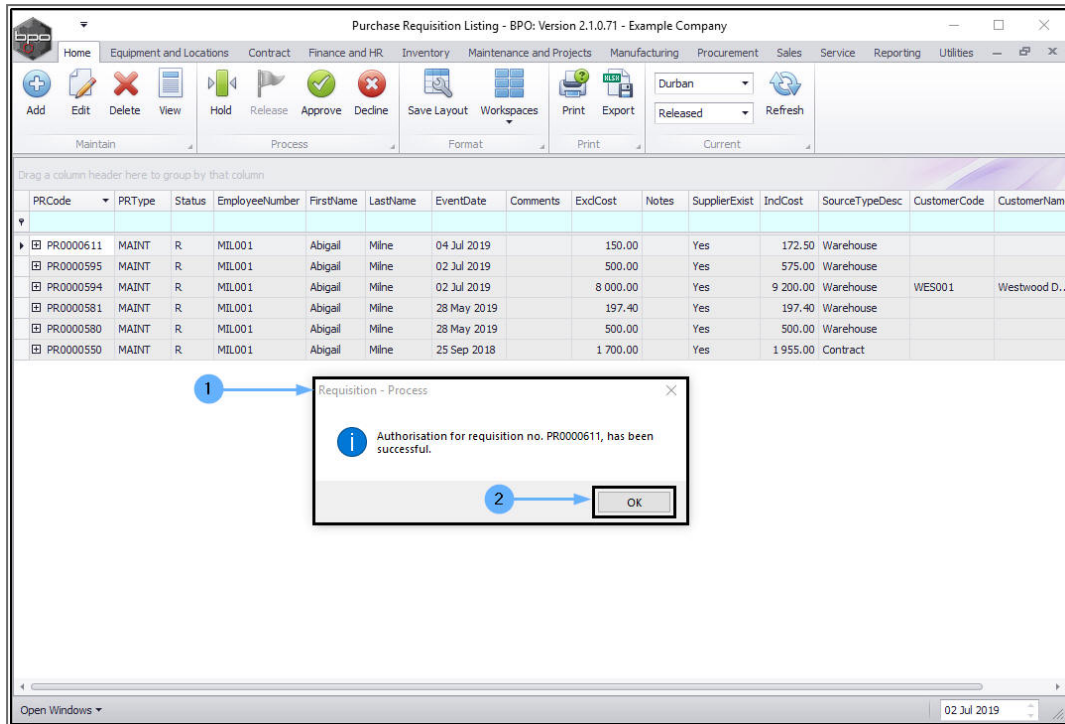 Purchase Requisition Listing - BPO: Version 2.1.0.71 - Example Company
bpo
Home Equipment and Locations Contract Finance and HR Inventory Maintenance and Projects Manufacturing Procurement Sales Service Reporting Utilities
Add Edit Delete View Hold Release Approve Decline Save Layout Workspaces Print Export Durban Refresh
Released
Maintain Process Format Print Current
Drag a column header here to group by that column
PRCode PRType Status EmployeeNumber FirstName LastName EventDate Comments ExclCost Notes SupplierExist InclCost SourceTypeDesc CustomerCode CustomerNam
PR0000611 MAINT R MIL001 Abigail Milne 04 Jul 2019 150.00 Yes 172.50 Warehouse
PR0000595 MAINT R MIL001 Abigail Milne 02 Jul 2019 500.00 Yes 575.00 Warehouse
PR0000594 MAINT R MIL001 Abigail Milne 02 Jul 2019 8 000.00 Yes 9 200.00 Warehouse WES001 Westwood D..
PR0000581 MAINT R MIL001 Abigail Milne 28 May 2019 197.40 Yes 197.40 Warehouse
PR0000580 MAINT R MIL001 Abigail Milne 28 May 2019 500.00 Yes 500.00 Warehouse
PR0000550 MAINT R MIL001 Abigail Milne 25 Sep 2018 1 700.00 Yes 1 955.00 Contract
1 Requisition - Process
Authorisation for requisition no. PR0000611, has been
successful.
2 OK
Open Windows 02 Jul 2019